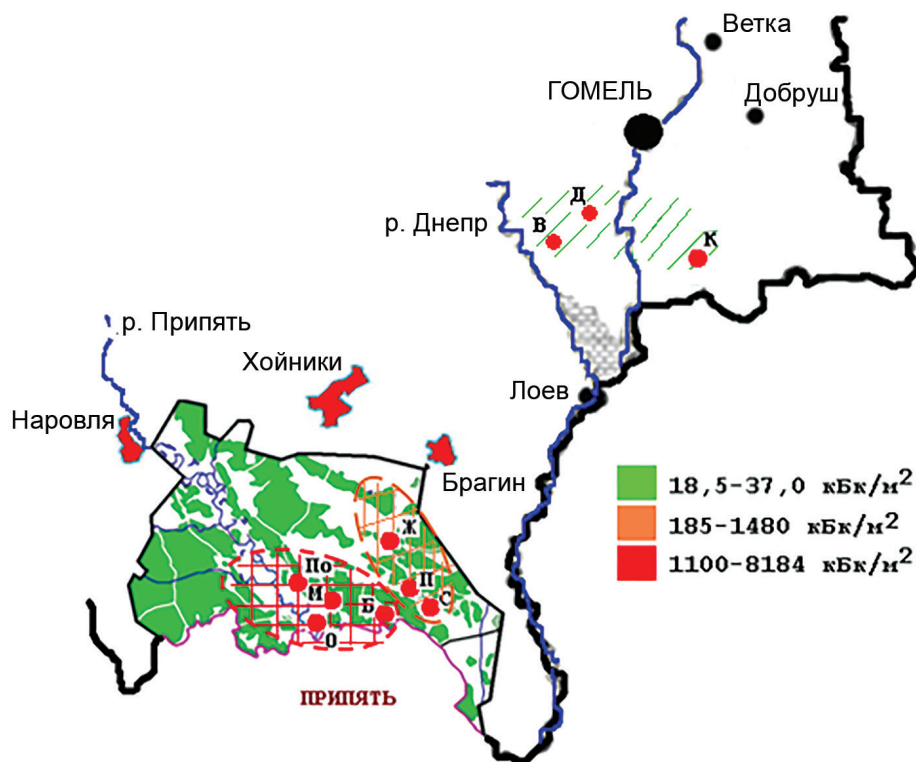 Ветка
ГОМЕЛЬ
Добруш
Д
р. Днепр
В
К
р. Припять
Хойники
Лоев
Наровля
Брагин
18,5–37,0 кБк/м²
185–1480 кБк/м²
1100–8184 кБк/м²
Ж
По
П
М
Б
С
О
ПРИПЯТЬ